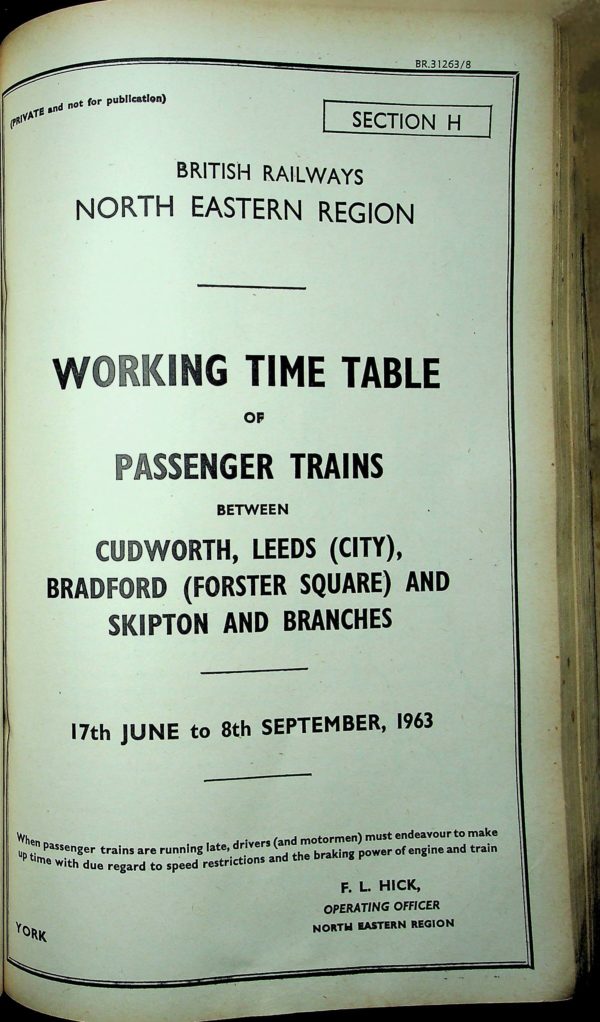 BR.31263/8
(PRIVATE and not for publication)
SECTION H
BRITISH RAILWAYS
NORTH EASTERN REGION
WORKING TIME TABLE
OF
PASSENGER TRAINS
BETWEEN
CUDWORTH, LEEDS (CITY),
BRADFORD (FORSTER SQUARE) AND
SKIPTON AND BRANCHES
17th JUNE to 8th SEPTEMBER, 1963
When passenger trains are running late, drivers (and motormen) must endeavour to make
up time with due regard to speed restrictions and the braking power of engine and train
F. L. HICK,
OPERATING OFFICER
NORTH EASTERN REGION
YORK